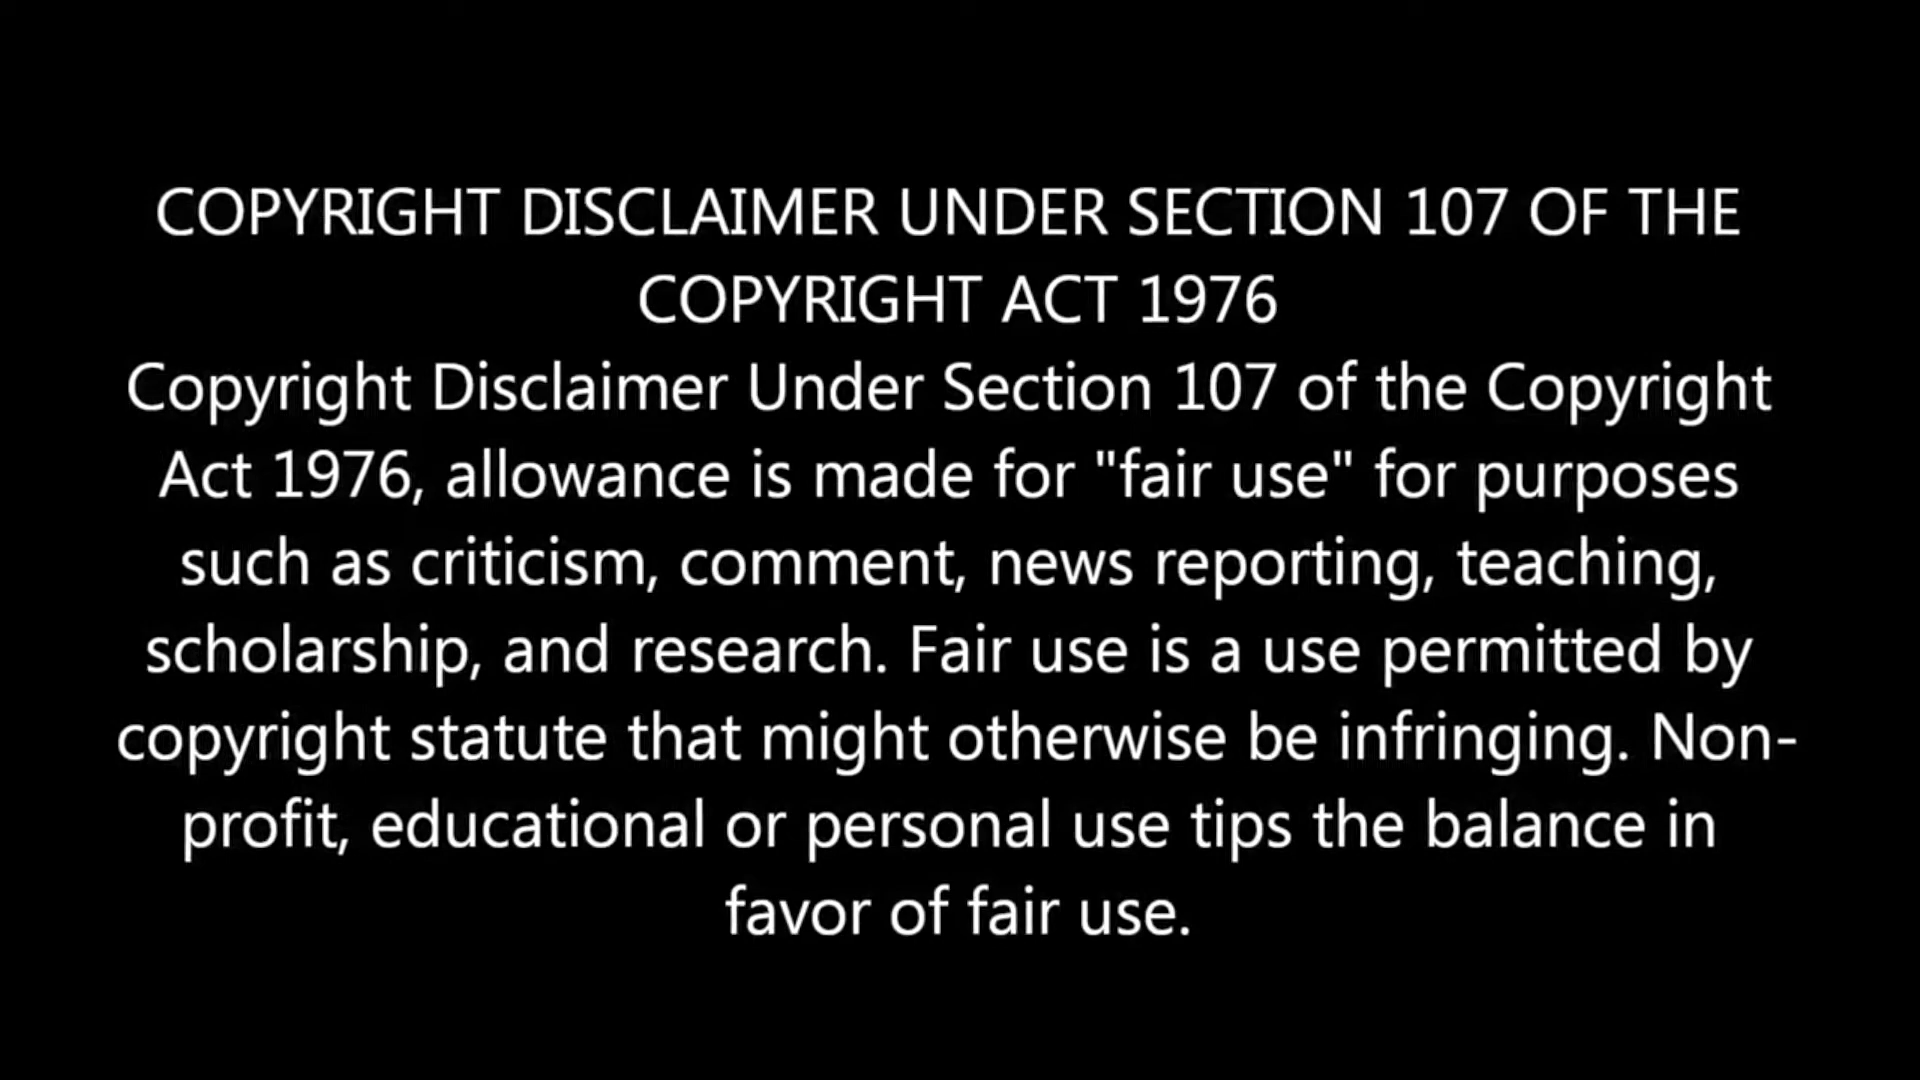 COPYRIGHT DISCLAIMER UNDER SECTION 107 OF THE
COPYRIGHT ACT 1976
Copyright Disclaimer Under Section 107 of the Copyright
Act 1976, allowance is made for "fair use" for purposes
such as criticism, comment, news reporting, teaching,
scholarship, and research. Fair use is a use permitted by
copyright statute that might otherwise be infringing. Non-
profit, educational or personal use tips the balance in
favor of fair use.